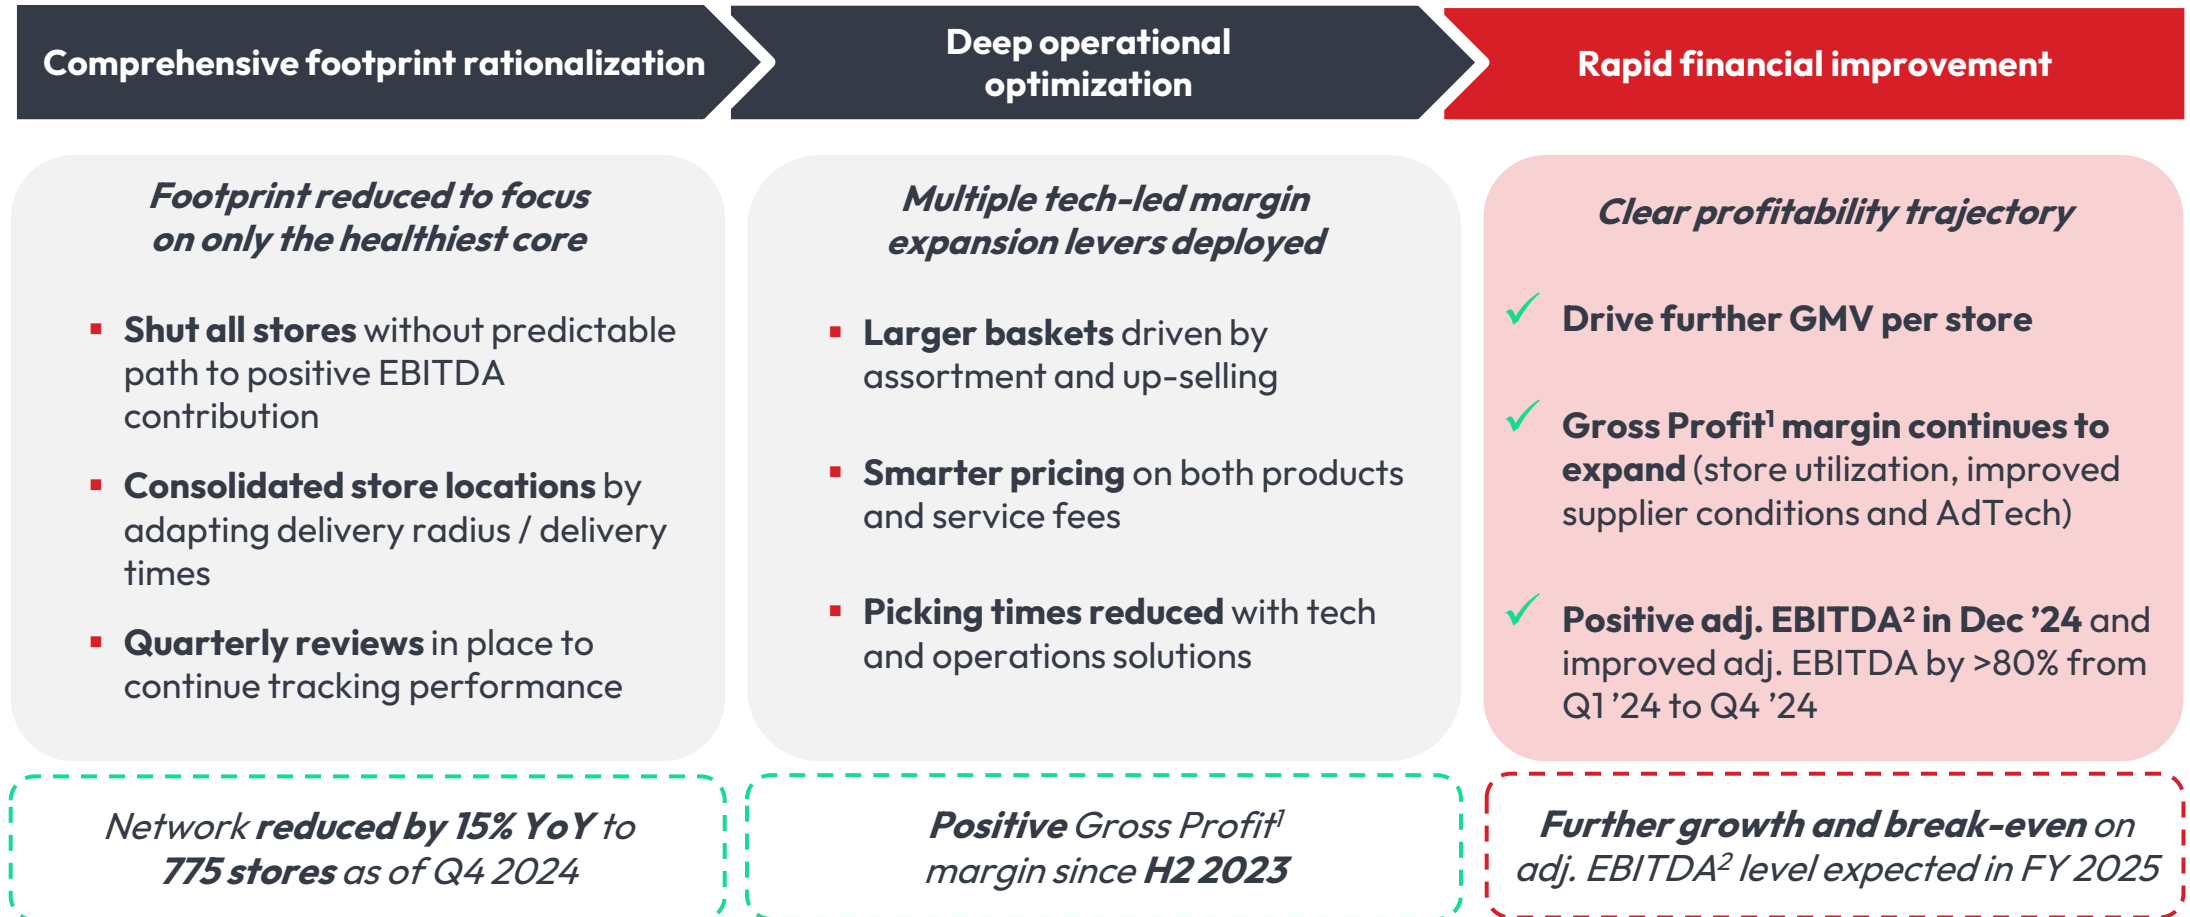 Comprehensive footprint rationalization
Deep operational
optimization
Rapid financial improvement
Footprint reduced to focus
on only the healthiest core
Shut all stores without predictable
path to positive EBITDA
contribution
Consolidated store locations by
adapting delivery radius / delivery
times
Quarterly reviews in place to
continue tracking performance
Network reduced by 15% YoY to
775 stores as of Q4 2024
Multiple tech-led margin
expansion levers deployed
Larger baskets driven by
assortment and up-selling
Smarter pricing on both products
and service fees
Picking times reduced with tech
and operations solutions
Positive Gross Profit¹
margin since H2 2023
Clear profitability trajectory
Drive further GMV per store
Gross Profit¹ margin continues to
expand (store utilization, improved
supplier conditions and AdTech)
Positive adj. EBITDA² in Dec ’24 and
improved adj. EBITDA by >80% from
Q1 ’24 to Q4 ’24
Further growth and break-even on
adj. EBITDA² level expected in FY 2025